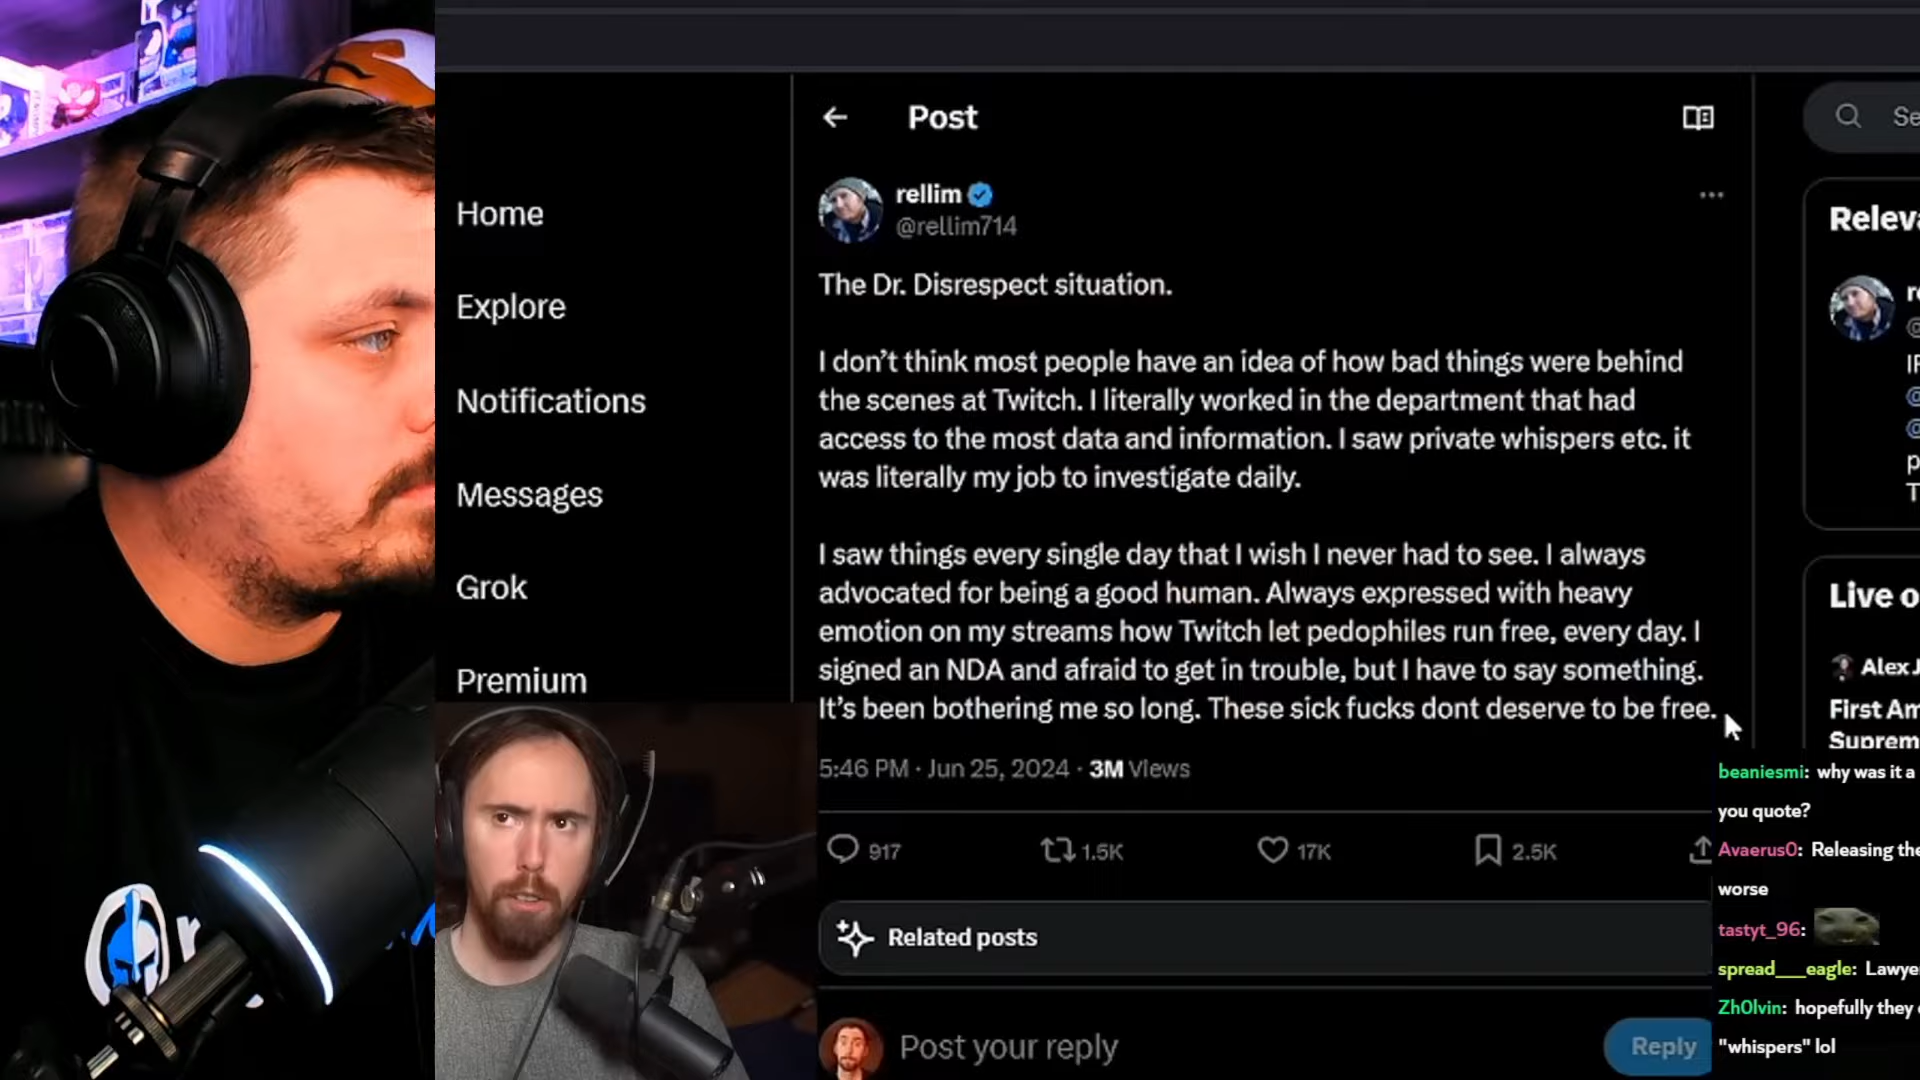 Post
Se
rellim
@rellim714
Home
The Dr. Disrespect situation.
Releva
Explore
I don’t think most people have an idea of how bad things were behind
the scenes at Twitch. I literally worked in the department that had
access to the most data and information. I saw private whispers etc. it
was literally my job to investigate daily.
Notifications
Messages
I saw things every single day that I wish I never had to see. I always
advocated for being a good human. Always expressed with heavy
emotion on my streams how Twitch let pedophiles run free, every day. I
signed an NDA and afraid to get in trouble, but I have to say something.
It’s been bothering me so long. These sick fucks dont deserve to be free.
Grok
Premium
Live o
Alex J
First Am
Suprem
5:46 PM · Jun 25, 2024 · 3M Views
917 1.5K 17K 2.5K
Related posts
Post your reply
Reply
beaniesmi: why was it a
you quote?
Avaerus0: Releasing the
worse
tastyt_96:
spread___eagle: Lawye
Zh0lvin: hopefully they
"whispers" lol